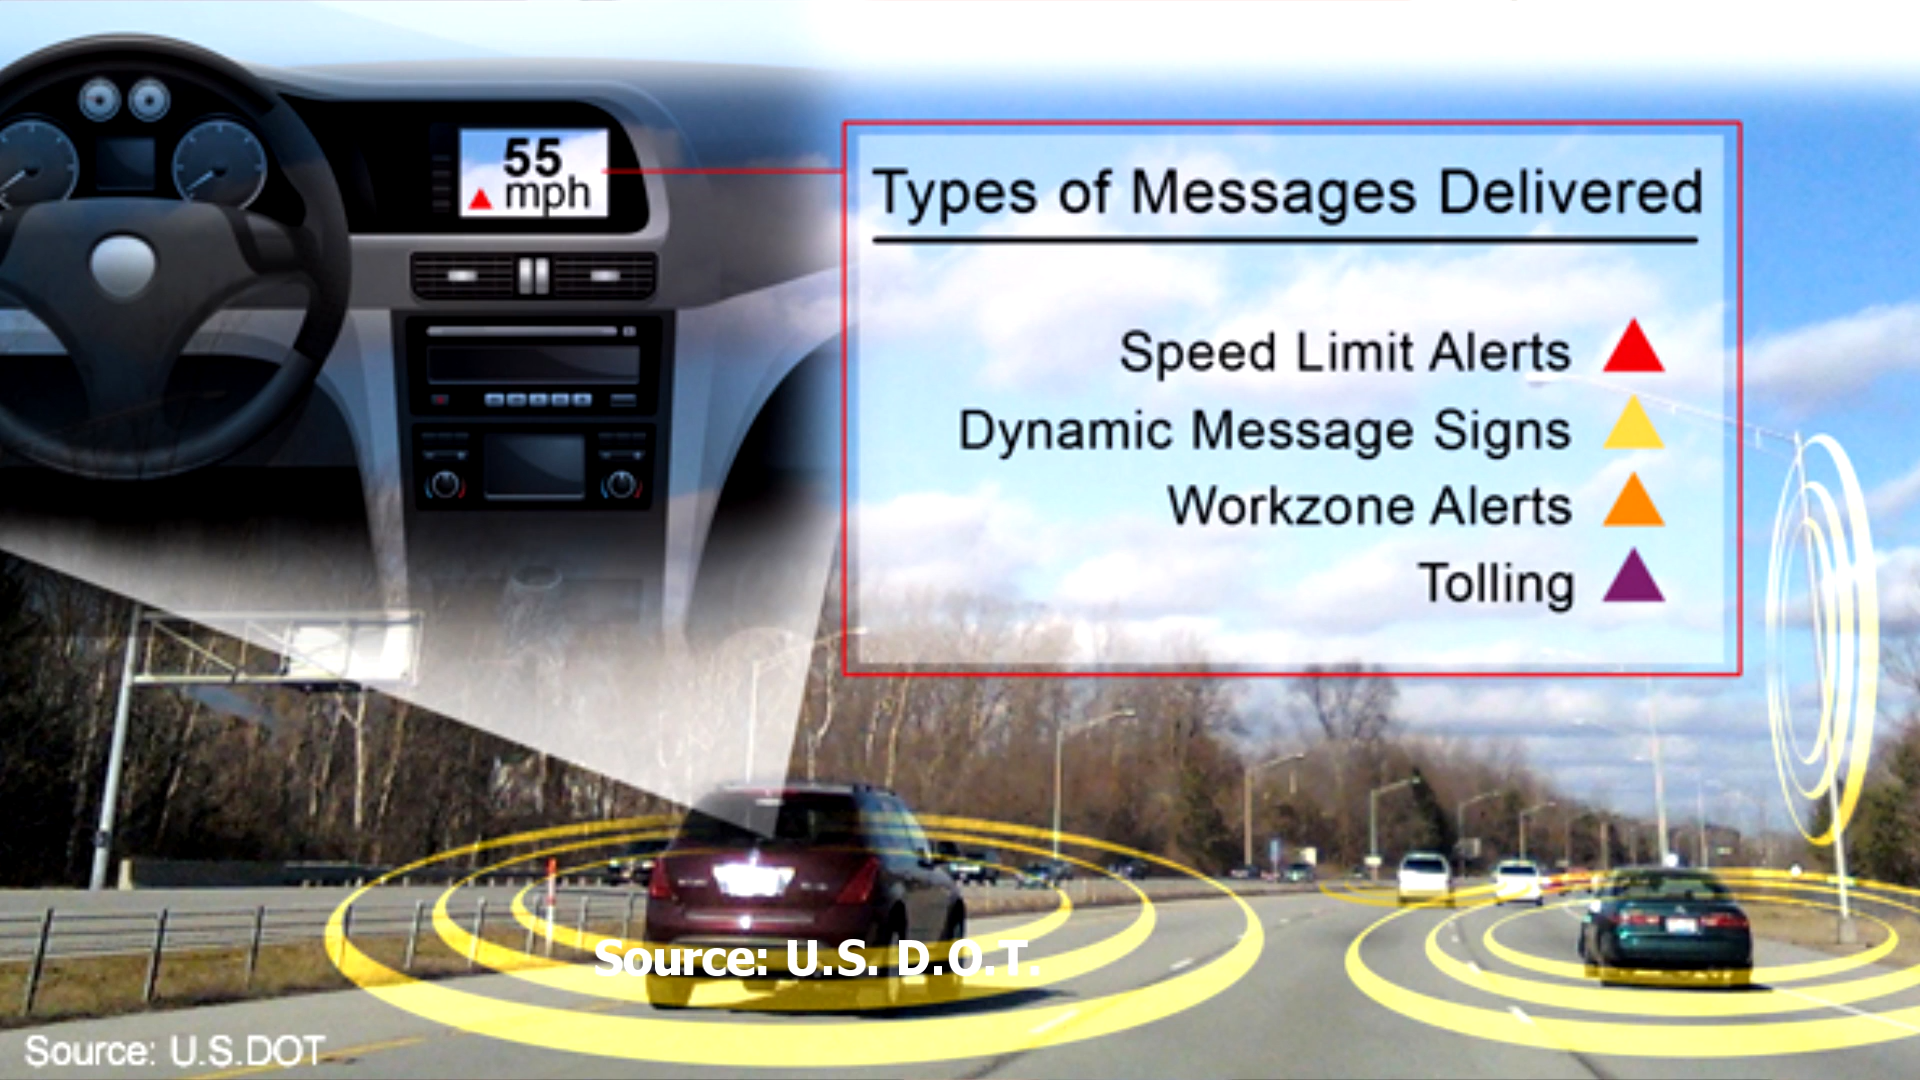 55
mph
Types of Messages Delivered
Speed Limit Alerts
Dynamic Message Signs
Workzone Alerts
Tolling
Source: U.S. D.O.T.
Source: U.S.DOT